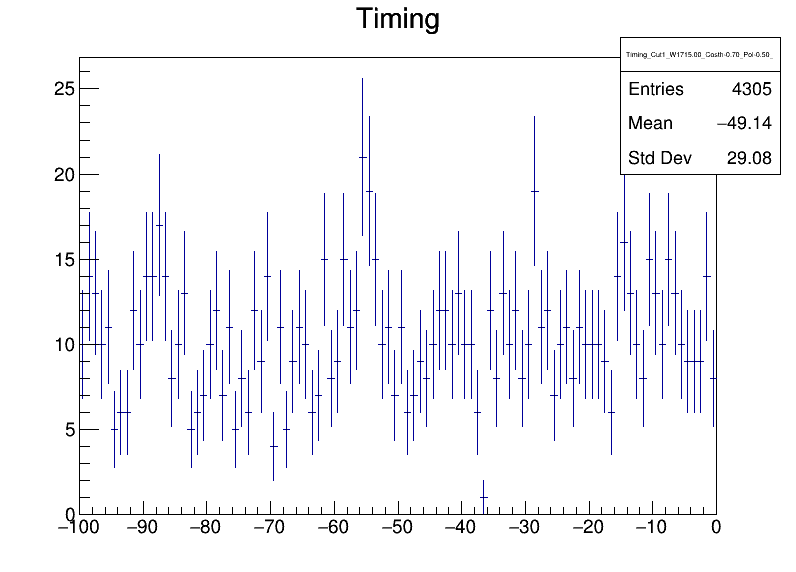 Timing
Timing_Cut1_W1715.00_Costh-0.70_Pol-0.50_
Entries 4305
Mean −49.14
Std Dev 29.08
25
20
15
10
5
0
−100 −90 −80 −70 −60 −50 −40 −30 −20 −10 0